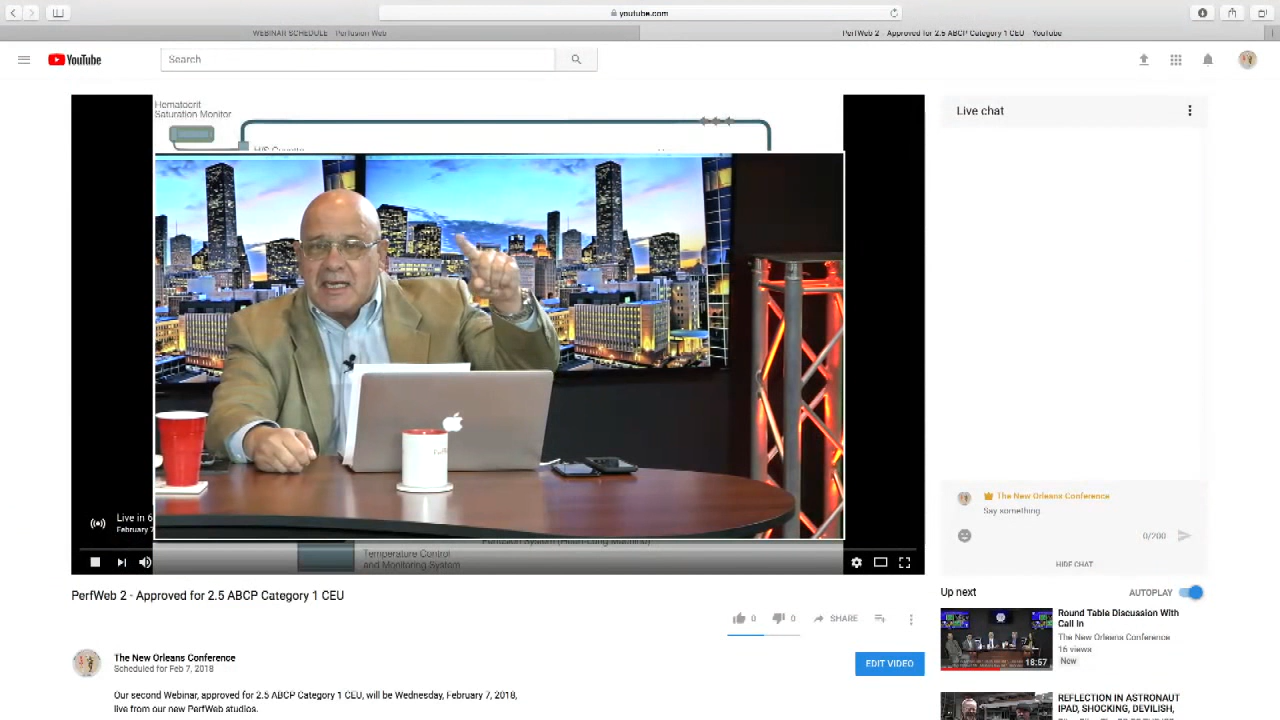 youtube.com
WEBINAR SCHEDULE - Perfusion Web
PerfWeb 2 - Approved for 2.5 ABCP Category 1 CEU - YouTube
YouTube
Search
Hematocrit
Saturation Monitor
Live chat
The New Orleans Conference
Say something
0/200
HIDE CHAT
Live in 6
February 7
Temperature Control
and Monitoring System
PerfWeb 2 - Approved for 2.5 ABCP Category 1 CEU
0
0
SHARE
The New Orleans Conference
Scheduled for Feb 7, 2018
EDIT VIDEO
Our second Webinar, approved for 2.5 ABCP Category 1 CEU, will be Wednesday, February 7, 2018,
live from our new PerfWeb studios.
Up next
AUTOPLAY
18:57
Round Table Discussion With
Call In
The New Orleans Conference
16 views
New
REFLECTION IN ASTRONAUT
IPAD, SHOCKING, DEVILISH,